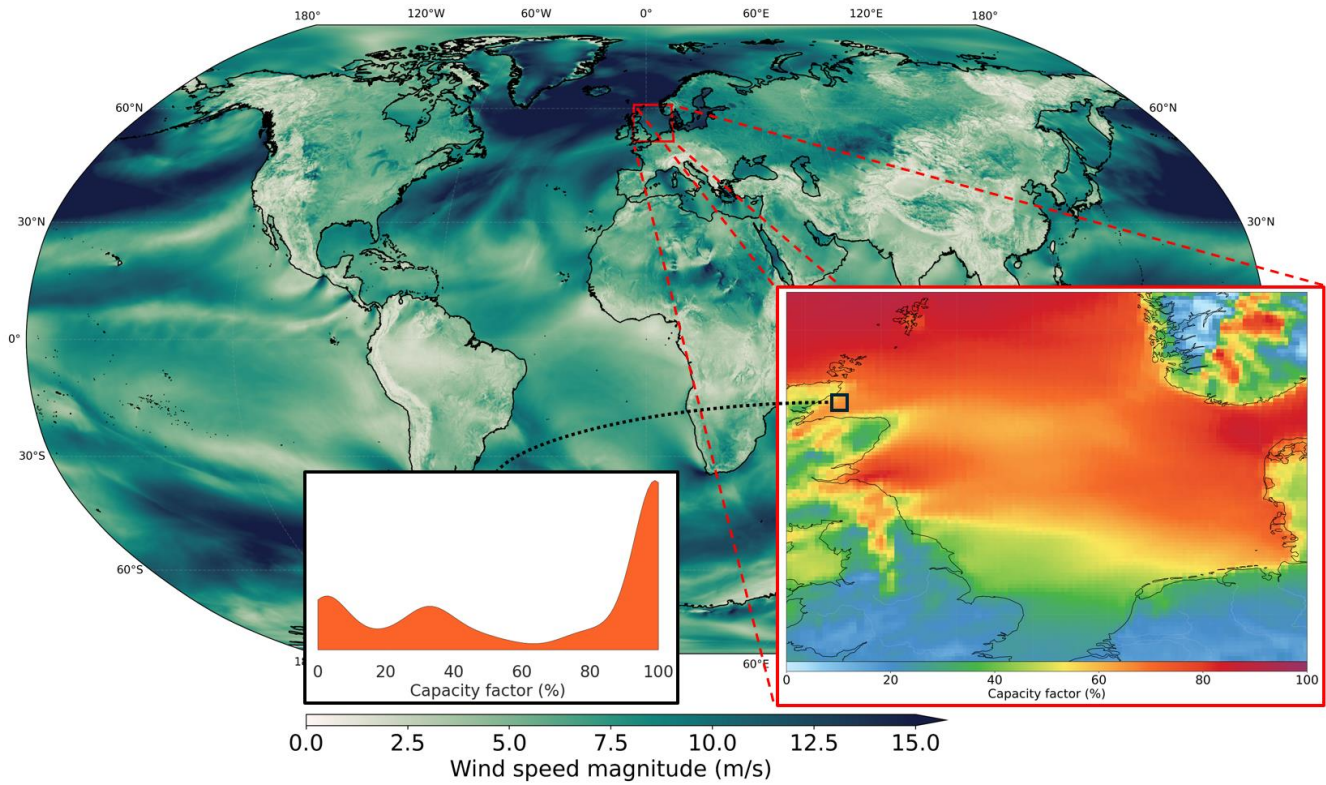 180° 120°W 60°W 0° 60°E 120°E 180°
60°N 60°N
30°N 30°N
0°
30°S
60°S
18
60°E
0 20 40 60 80 100
Capacity factor (%)
0 20 40 60 80 100
Capacity factor (%)
0.0 2.5 5.0 7.5 10.0 12.5 15.0
Wind speed magnitude (m/s)